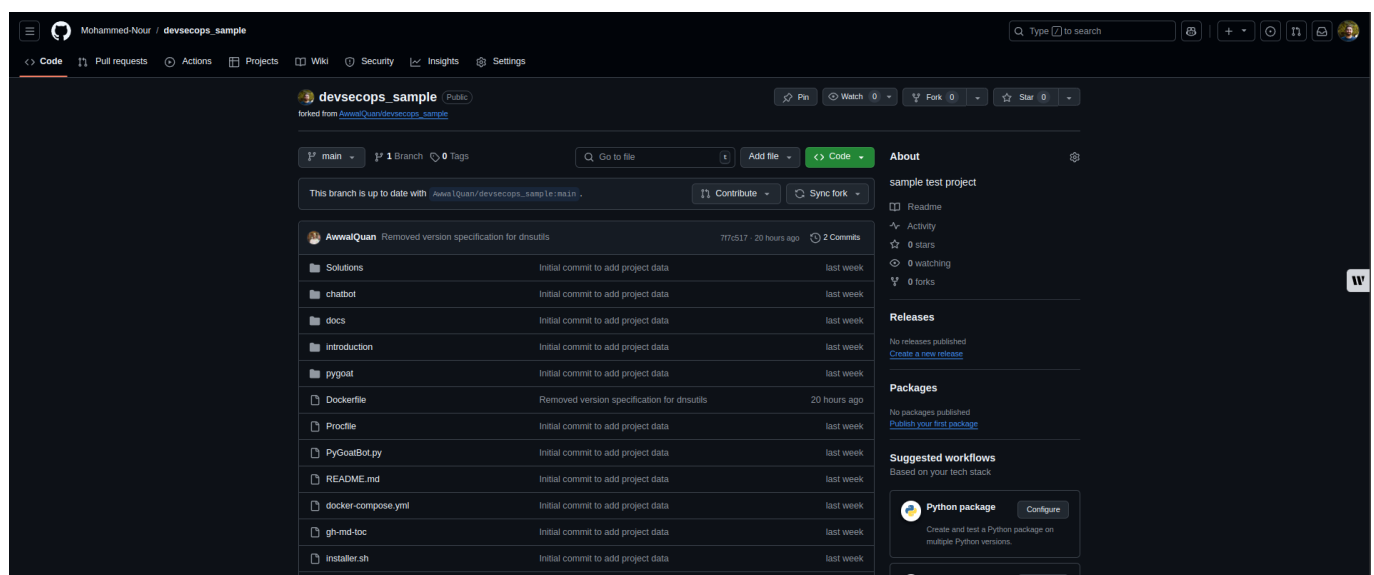 Mohammed-Nour / devsecops_sample
Type / to search
Code Pull requests Actions Projects Wiki Security Insights Settings
devsecops_sample Public
Pin Watch 0 Fork 0 Star 0
forked from AwwalQuan/devsecops_sample
main 1 Branch 0 Tags
Go to file t
Add file Code
This branch is up to date with AwwalQuan/devsecops_sample:main .
Contribute Sync fork
AwwalQuan Removed version specification for dnsutils 7f7c517 · 20 hours ago 2 Commits
Solutions Initial commit to add project data last week
chatbot Initial commit to add project data last week
docs Initial commit to add project data last week
introduction Initial commit to add project data last week
pygoat Initial commit to add project data last week
Dockerfile Removed version specification for dnsutils 20 hours ago
Procfile Initial commit to add project data last week
PyGoatBot.py Initial commit to add project data last week
README.md Initial commit to add project data last week
docker-compose.yml Initial commit to add project data last week
gh-md-toc Initial commit to add project data last week
installer.sh Initial commit to add project data last week
About
sample test project
Readme
Activity
0 stars
0 watching
0 forks
Releases
No releases published
Create a new release
Packages
No packages published
Publish your first package
Suggested workflows
Based on your tech stack
Python package Configure
Create and test a Python package on
multiple Python versions.
W